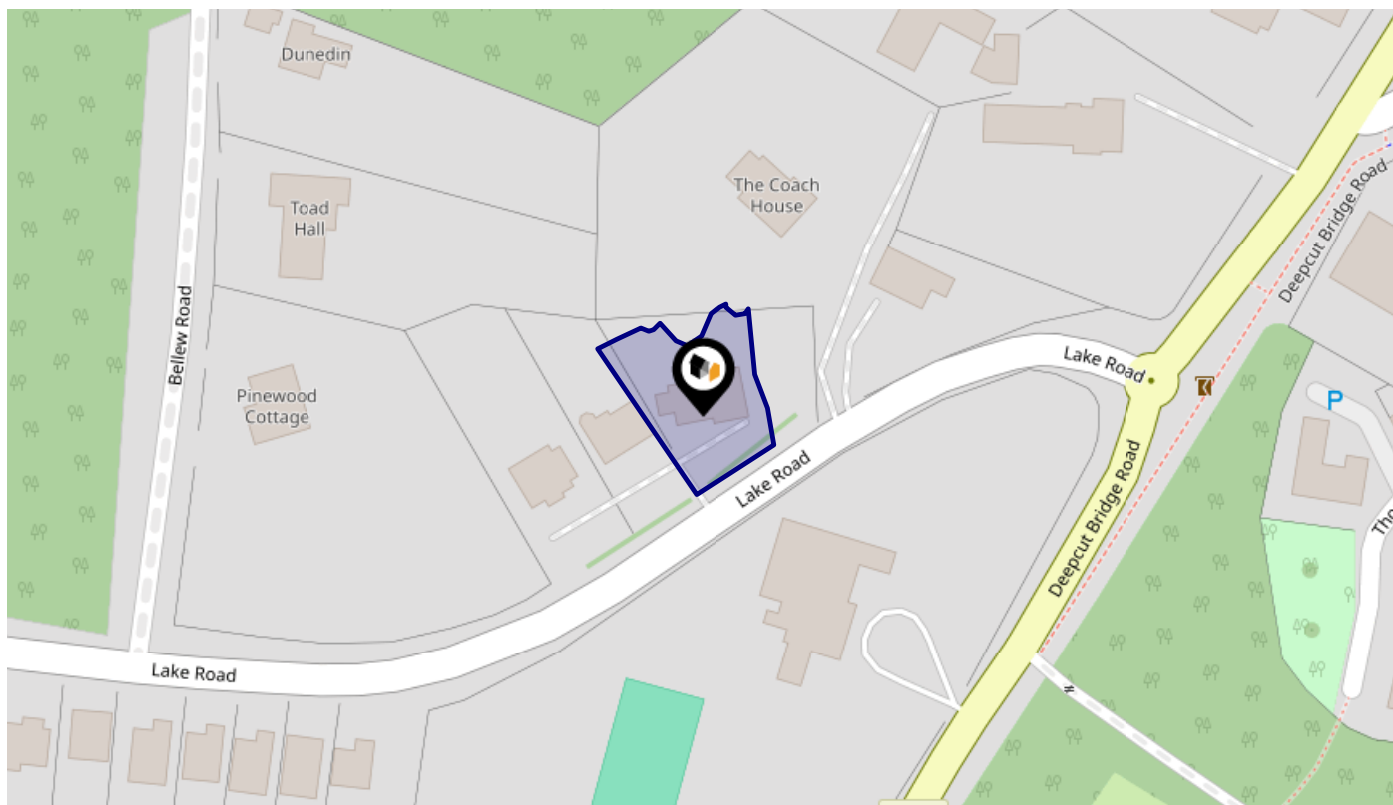 Dunedin
The Coach
House
Toad
Hall
Deepcut Bridge Road
Bellew Road
Lake Road
Pinewood
Cottage
P
Lake Road
Deepcut Bridge Road
Tho
Lake Road